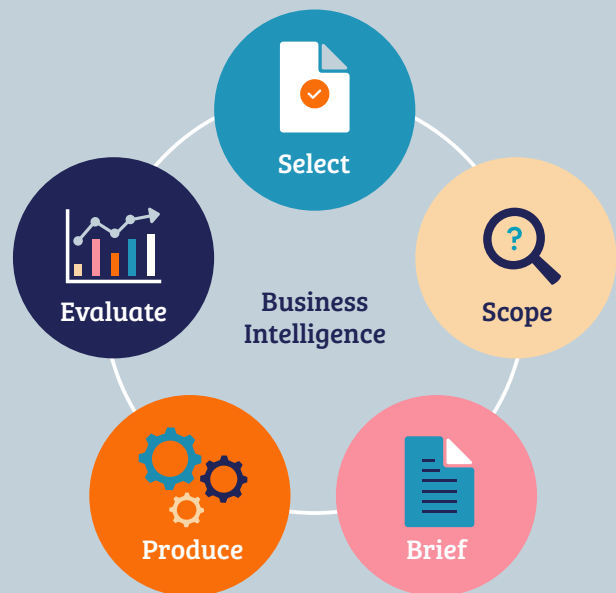 Select
Scope
Brief
Produce
Evaluate
Business
Intelligence
?